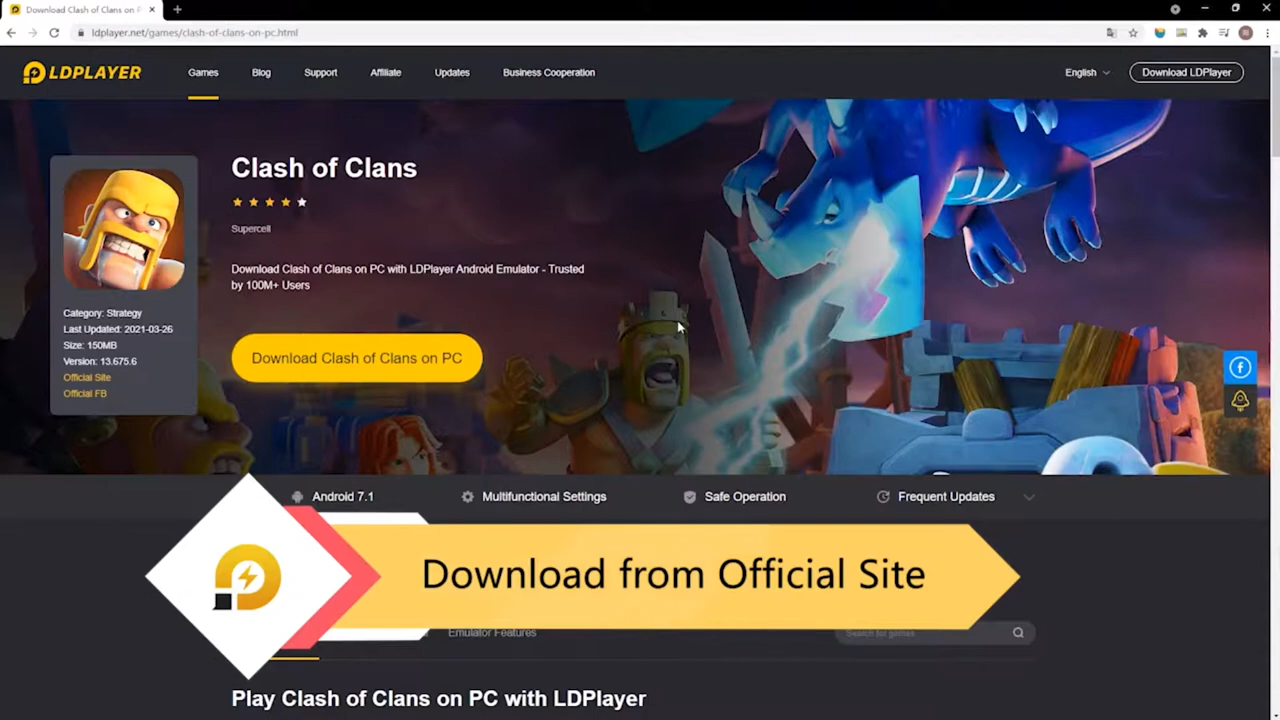 Download Clash of Clans on P
ldplayer.net/games/clash-of-clans-on-pc.html
LDPLAYER
Games
Blog
Support
Affiliate
Updates
Business Cooperation
English
Download LDPlayer
Clash of Clans
Supercell
Download Clash of Clans on PC with LDPlayer Android Emulator - Trusted
by 100M+ Users
Category: Strategy
Last Updated: 2021-03-26
Size: 150MB
Version: 13.675.6
Official Site
Official FB
Download Clash of Clans on PC
Android 7.1
Multifunctional Settings
Safe Operation
Frequent Updates
Download from Official Site
Emulator Features
Search for games
Play Clash of Clans on PC with LDPlayer